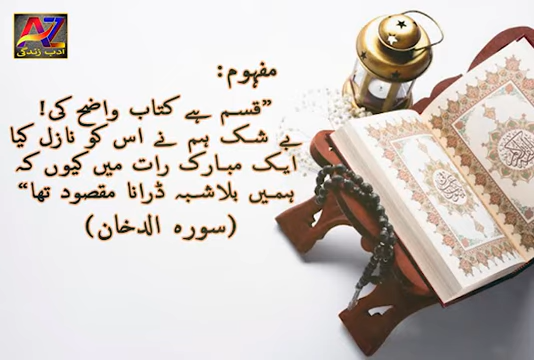 AZ
ادب زندگی
مفہوم:
”قسم ہے کتاب واضح کی!
بے شک ہم نے اس کو نازل کیا
ایک مبارک رات میں کیوں کہ
ہمیں بلاشبہ ڈرانا مقصود تھا“
(سورہ الدخان)